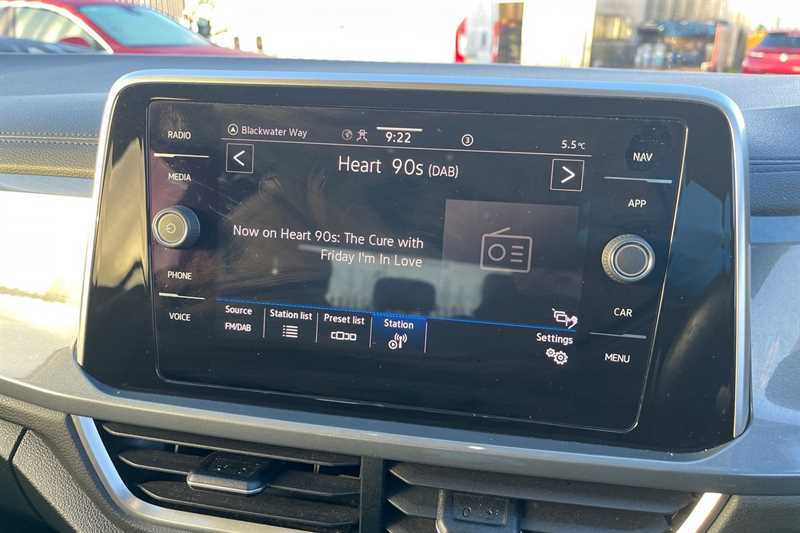 RADIO
MEDIA
PHONE
VOICE
Blackwater Way
9:22
3
5.5°C
Heart 90s (DAB)
Now on Heart 90s: The Cure with
Friday I'm In Love
Source
FM/DAB
Station list
Preset list
Station
Settings
NAV
APP
CAR
MENU